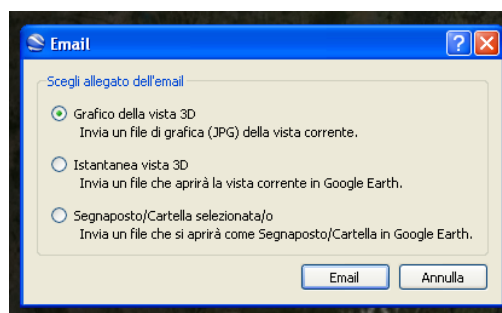 Email
Scegli allegato dell'email
Grafico della vista 3D
Invia un file di grafica (JPG) della vista corrente.
Istantanea vista 3D
Invia un file che aprirà la vista corrente in Google Earth.
Segnaposto/Cartella selezionata/o
Invia un file che si aprirà come Segnaposto/Cartella in Google Earth.
Email Annulla